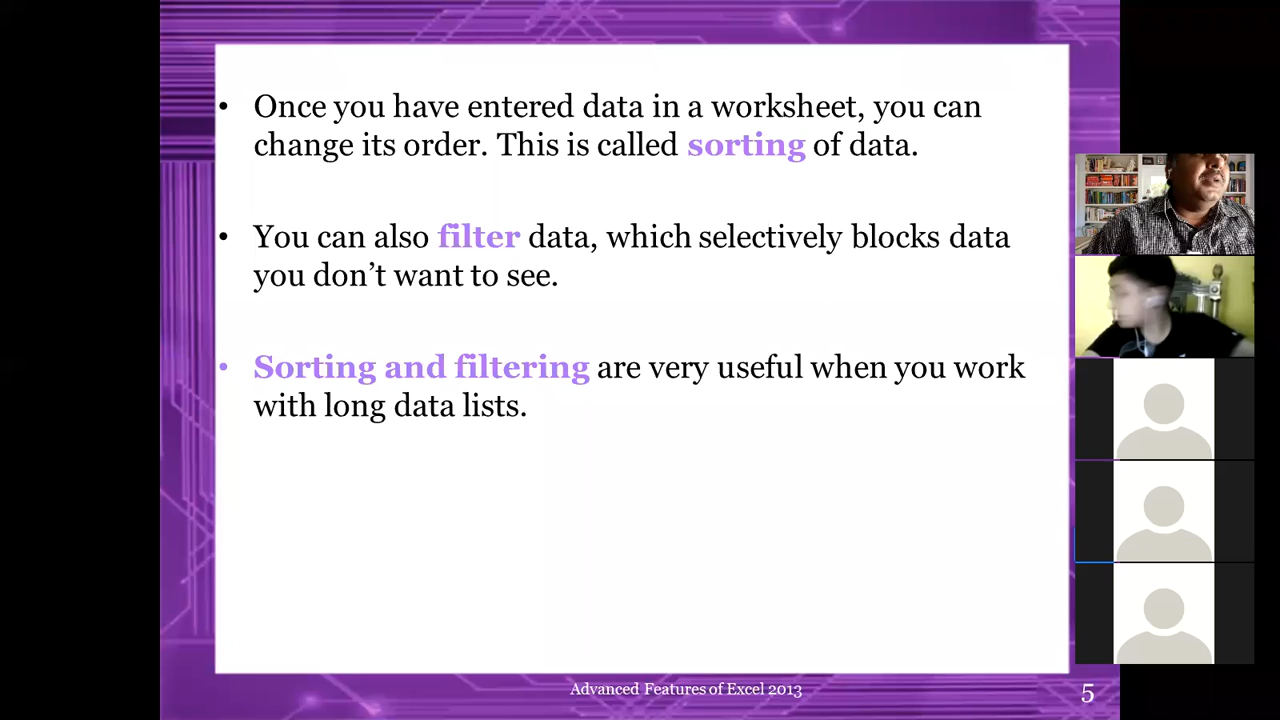 • Once you have entered data in a worksheet, you can
change its order. This is called sorting of data.
• You can also filter data, which selectively blocks data
you don’t want to see.
• Sorting and filtering are very useful when you work
with long data lists.
Advanced Features of Excel 2013
5